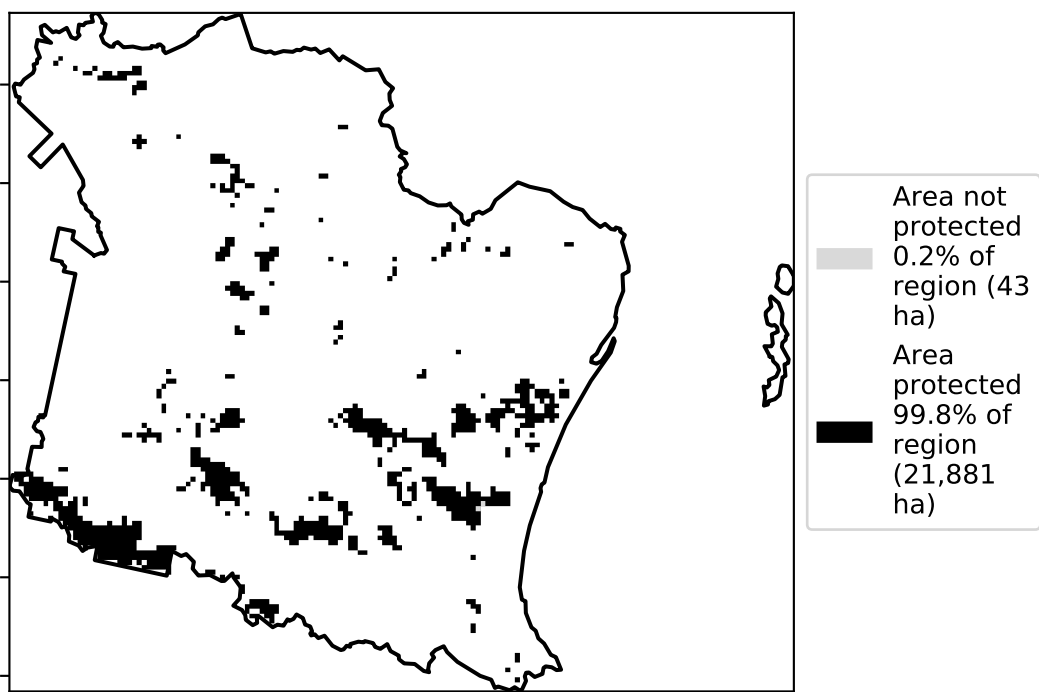 Area not
protected
0.2% of
region (43
ha)
Area
protected
99.8% of
region
(21,881
ha)